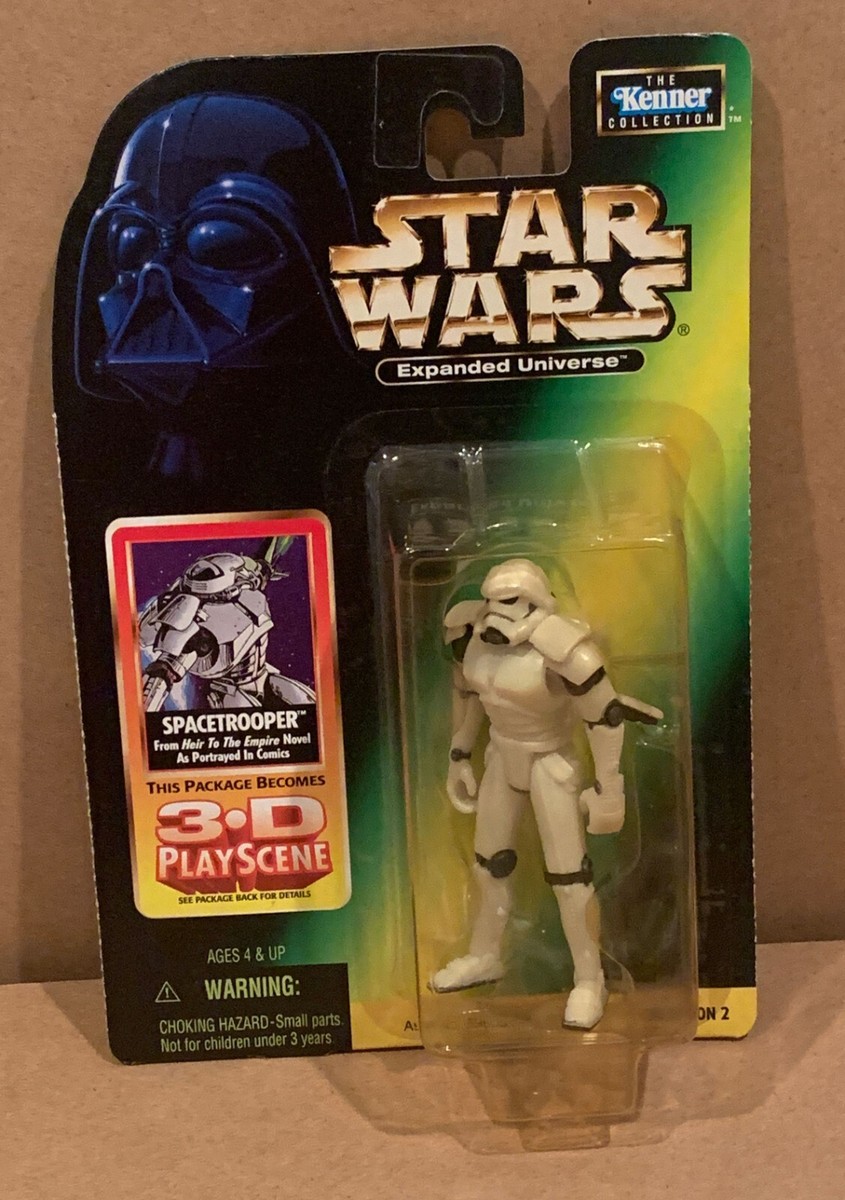 THE
Kenner
COLLECTION ™
STAR
WARS ®
Expanded Universe™
SPACETROOPER™
From Heir To The Empire Novel
As Portrayed In Comics
THIS PACKAGE BECOMES
3•D
PLAYSCENE
SEE PACKAGE BACK FOR DETAILS
AGES 4 & UP
WARNING:
CHOKING HAZARD-Small parts.
Not for children under 3 years
ON 2